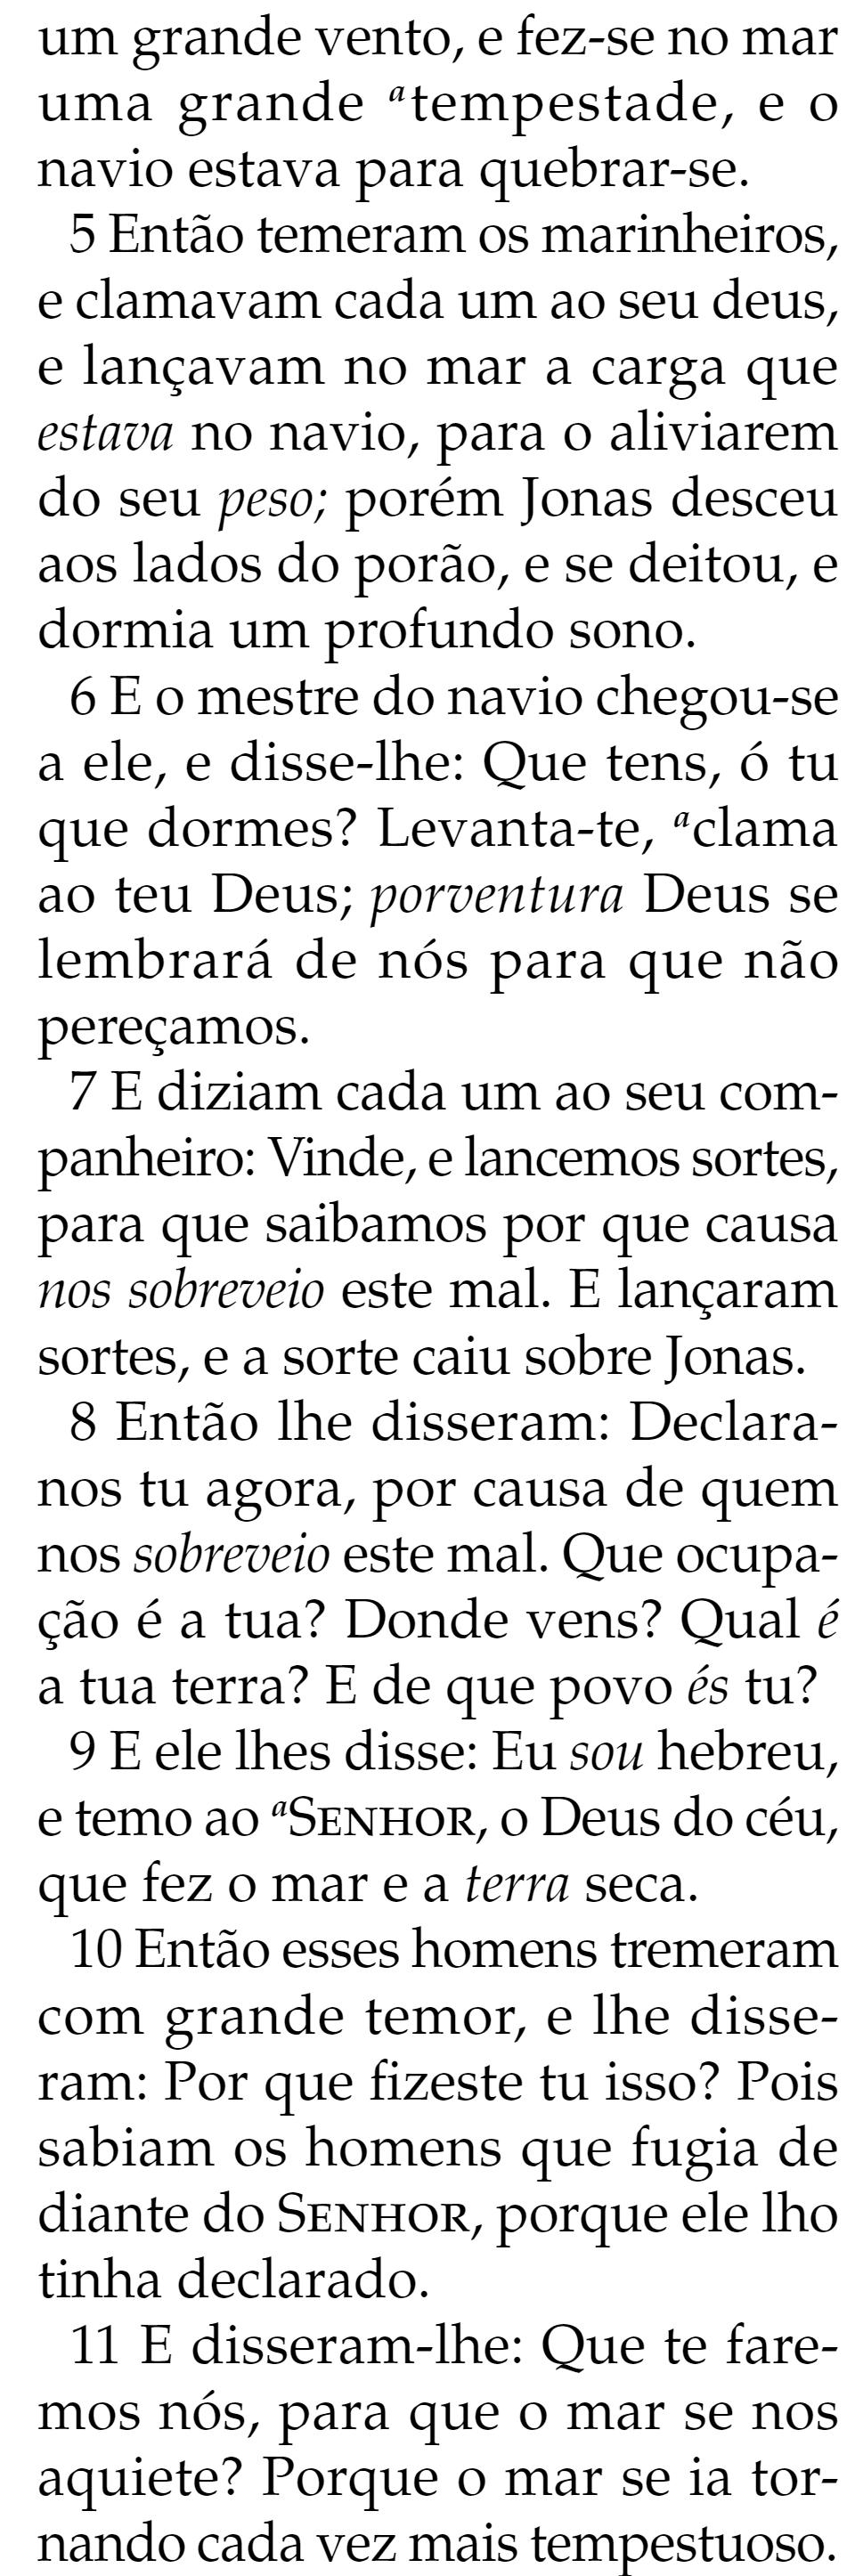 um grande vento, e fez-se no mar
uma grande ᵃtempestade, e o
navio estava para quebrar-se.
5 Então temeram os marinheiros,
e clamavam cada um ao seu deus,
e lançavam no mar a carga que
estava no navio, para o aliviarem
do seu peso; porém Jonas desceu
aos lados do porão, e se deitou, e
dormia um profundo sono.
6 E o mestre do navio chegou-se
a ele, e disse-lhe: Que tens, ó tu
que dormes? Levanta-te, ᵃclama
ao teu Deus; porventura Deus se
lembrará de nós para que não
pereçamos.
7 E diziam cada um ao seu com-
panheiro: Vinde, e lancemos sortes,
para que saibamos por que causa
nos sobreveio este mal. E lançaram
sortes, e a sorte caiu sobre Jonas.
8 Então lhe disseram: Declara-
nos tu agora, por causa de quem
nos sobreveio este mal. Que ocupa-
ção é a tua? Donde vens? Qual é
a tua terra? E de que povo és tu?
9 E ele lhes disse: Eu sou hebreu,
e temo ao ᵃSENHOR, o Deus do céu,
que fez o mar e a terra seca.
10 Então esses homens tremeram
com grande temor, e lhe disse-
ram: Por que fizeste tu isso? Pois
sabiam os homens que fugia de
diante do SENHOR, porque ele lho
tinha declarado.
11 E disseram-lhe: Que te fare-
mos nós, para que o mar se nos
aquiete? Porque o mar se ia tor-
nando cada vez mais tempestuoso.